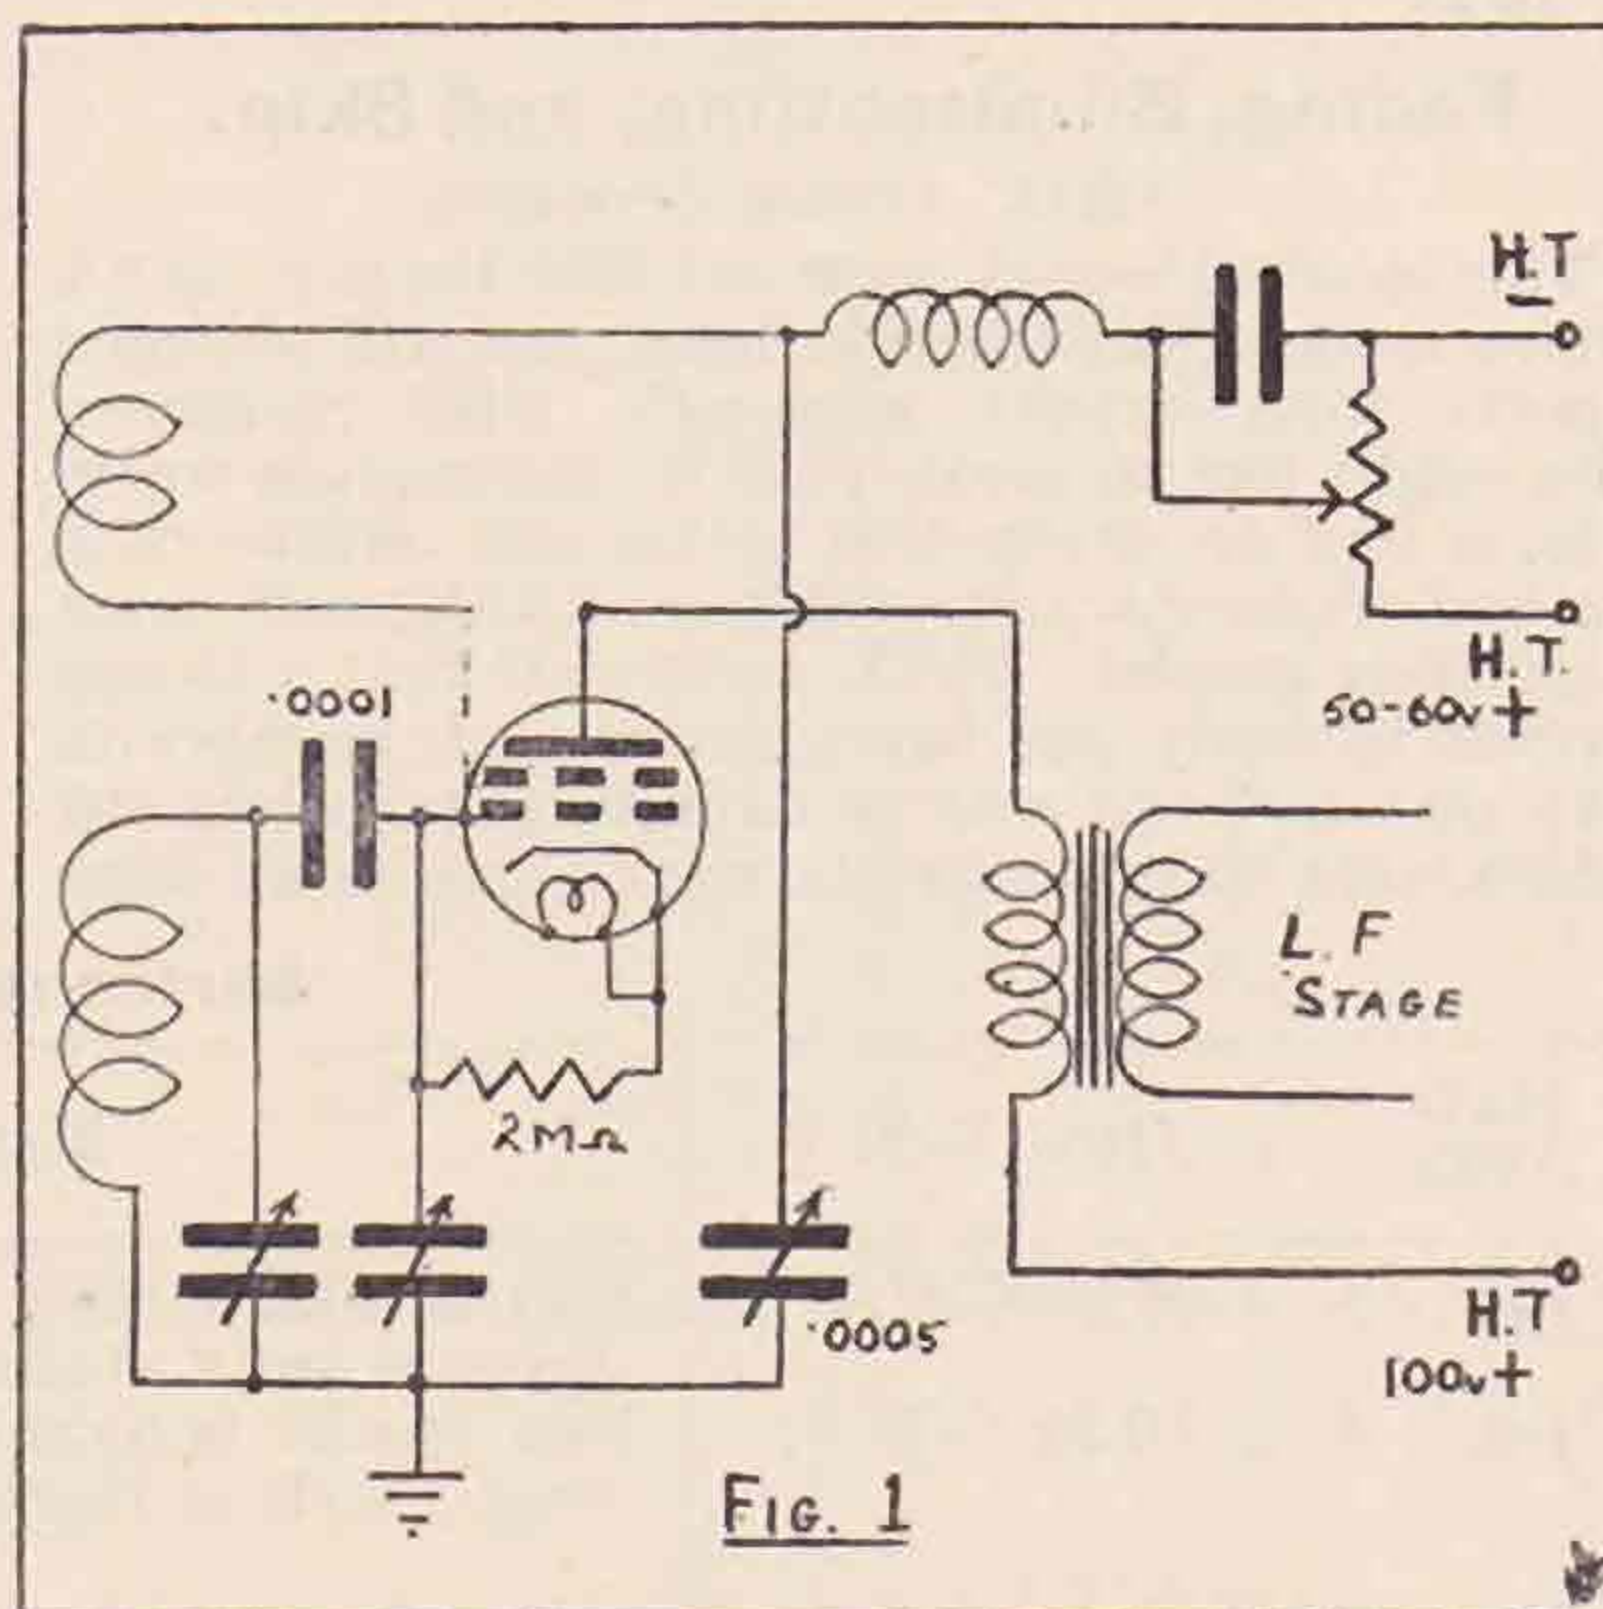 H.T
–
H.T.
50-60v +
·0001
L.F
STAGE
2MΩ
·0005
H.T
100v +
FIG. 1